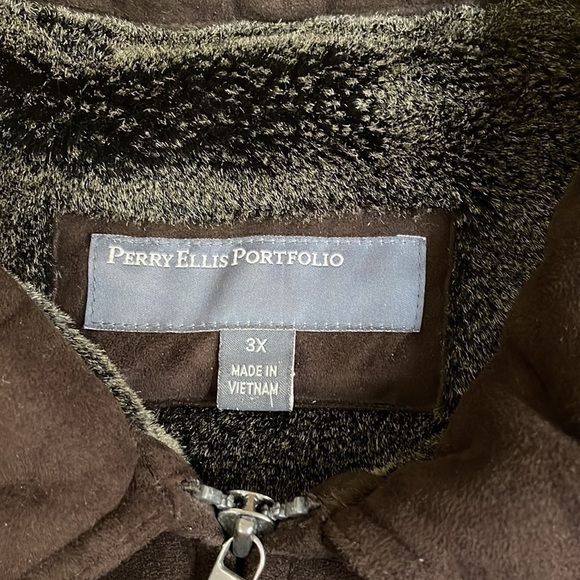 PERRY ELLIS PORTFOLIO
3X
MADE IN
VIETNAM